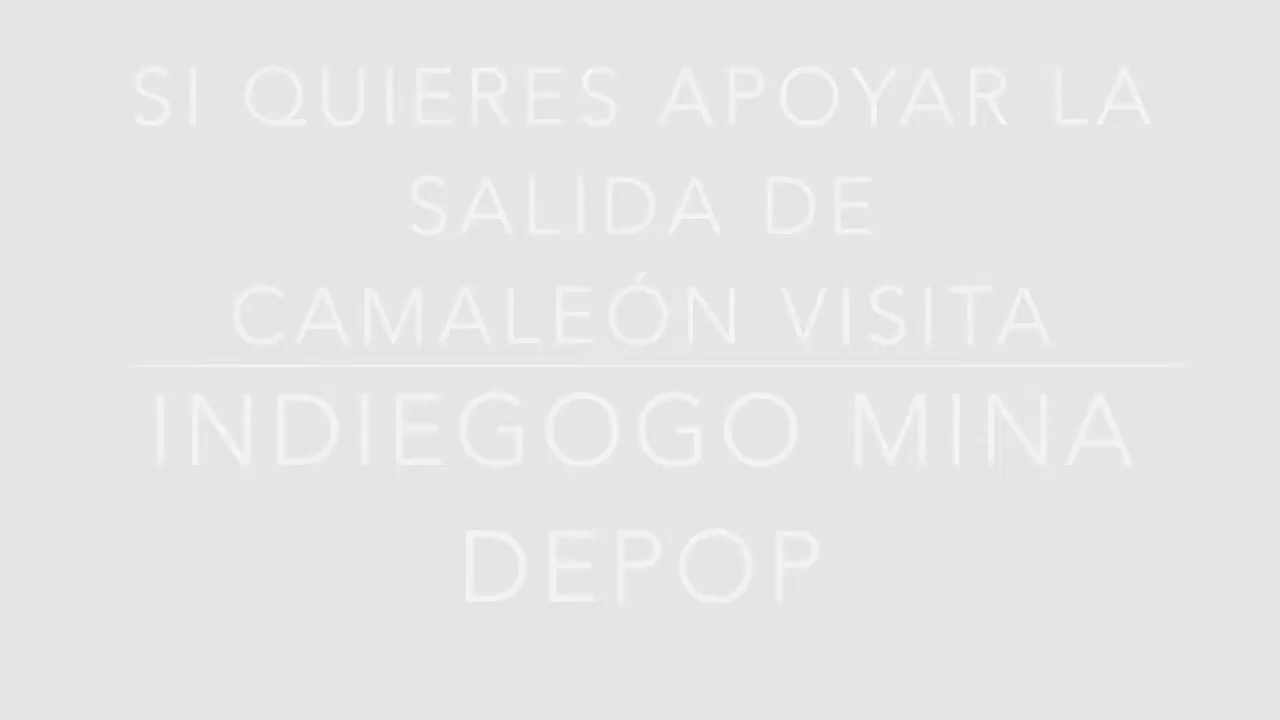 SI QUIERES APOYAR LA
SALIDA DE
CAMALEÓN VISITA
INDIEGOGO MINA
DEPOP